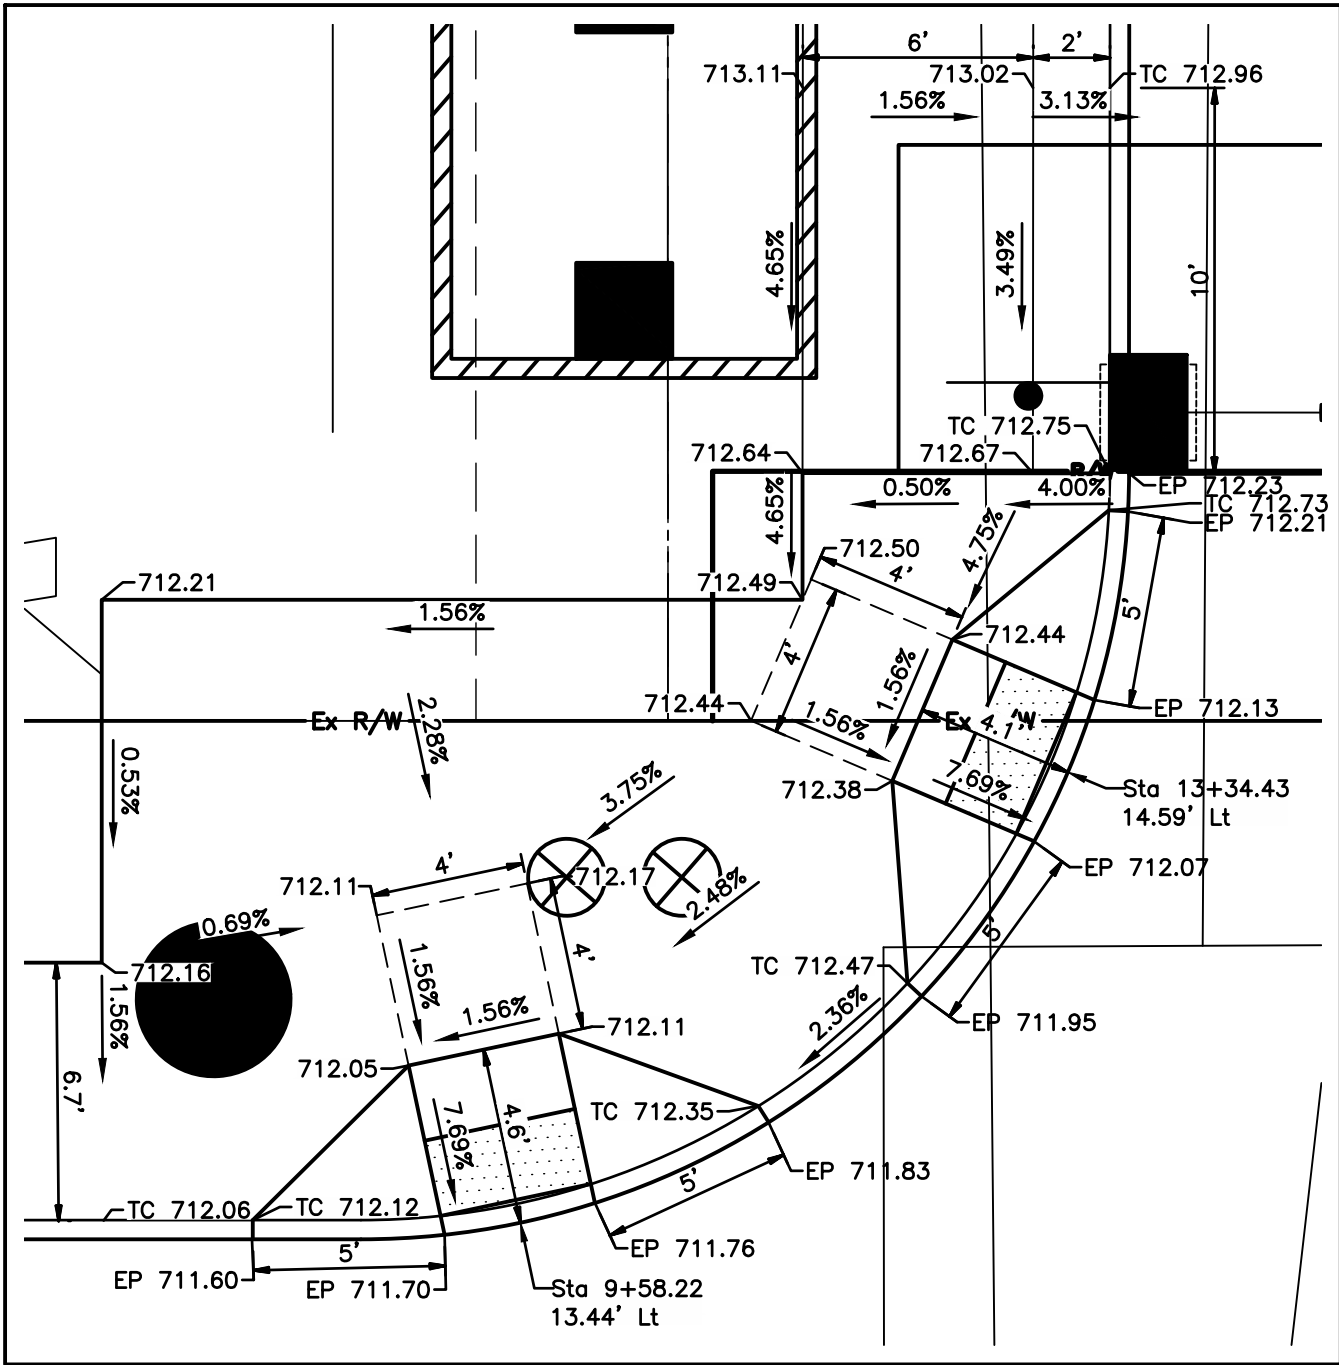 6'
2'
713.11
713.02
TC 712.96
1.56%
3.13%
4.65%
3.49%
10'
TC 712.75
712.64
712.67
R/W
EP 712.23
0.50%
4.00%
TC 712.73
EP 712.21
4.65%
4.75%
712.50
4'
712.21
712.49
1.56%
5'
712.44
4'
1.56%
712.44
EP 712.13
Ex R/W
2.28%
1.56%
Ex
4.1'
W
0.53%
712.38
7.69%
Sta 13+34.43
14.59' Lt
3.75%
4'
EP 712.07
712.11
712.17
2.48%
0.69%
4'
5'
712.16
1.56%
TC 712.47
1.56%
1.56%
712.11
EP 711.95
2.36%
712.05
6.7'
7.69%
4.6'
TC 712.35
EP 711.83
5'
TC 712.06
TC 712.12
5'
EP 711.76
EP 711.60
EP 711.70
Sta 9+58.22
13.44' Lt